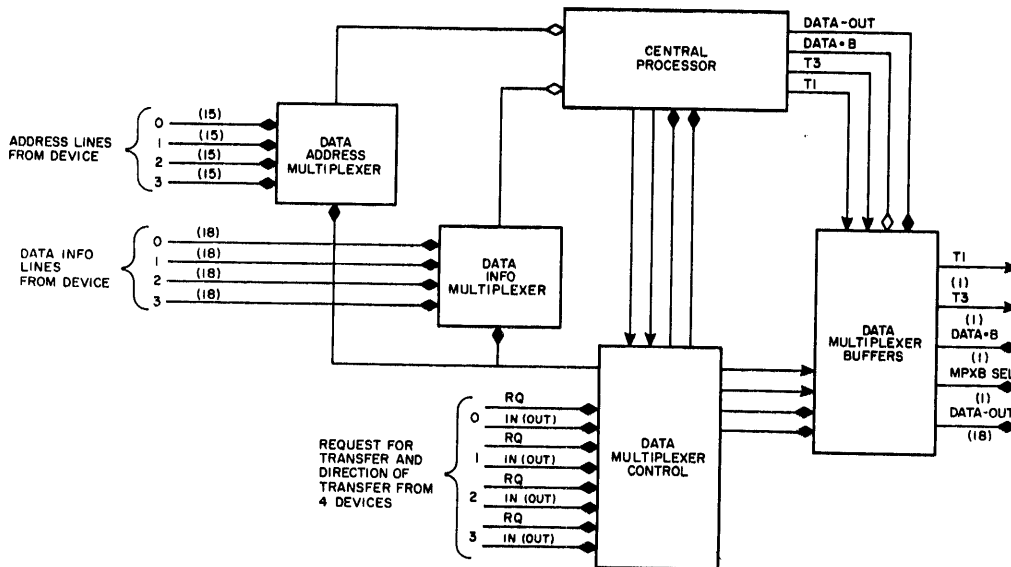 DATA-OUT
DATA•B
T3
T1
CENTRAL
PROCESSOR
ADDRESS LINES
FROM DEVICE
0 (15)
1 (15)
2 (15)
3 (15)
DATA
ADDRESS
MULTIPLEXER
DATA INFO
LINES
FROM DEVICE
0 (18)
1 (18)
2 (18)
3 (18)
DATA
INFO
MULTIPLEXER
DATA
MULTIPLEXER
BUFFERS
T1
(1)
T3
(1)
DATA•B
(1)
MPXB SEL
(1)
DATA-OUT
(18)
REQUEST FOR
TRANSFER AND
DIRECTION OF
TRANSFER FROM
4 DEVICES
RQ
0
IN (OUT)
RQ
1
IN (OUT)
RQ
2
IN (OUT)
RQ
3
IN (OUT)
DATA
MULTIPLEXER
CONTROL